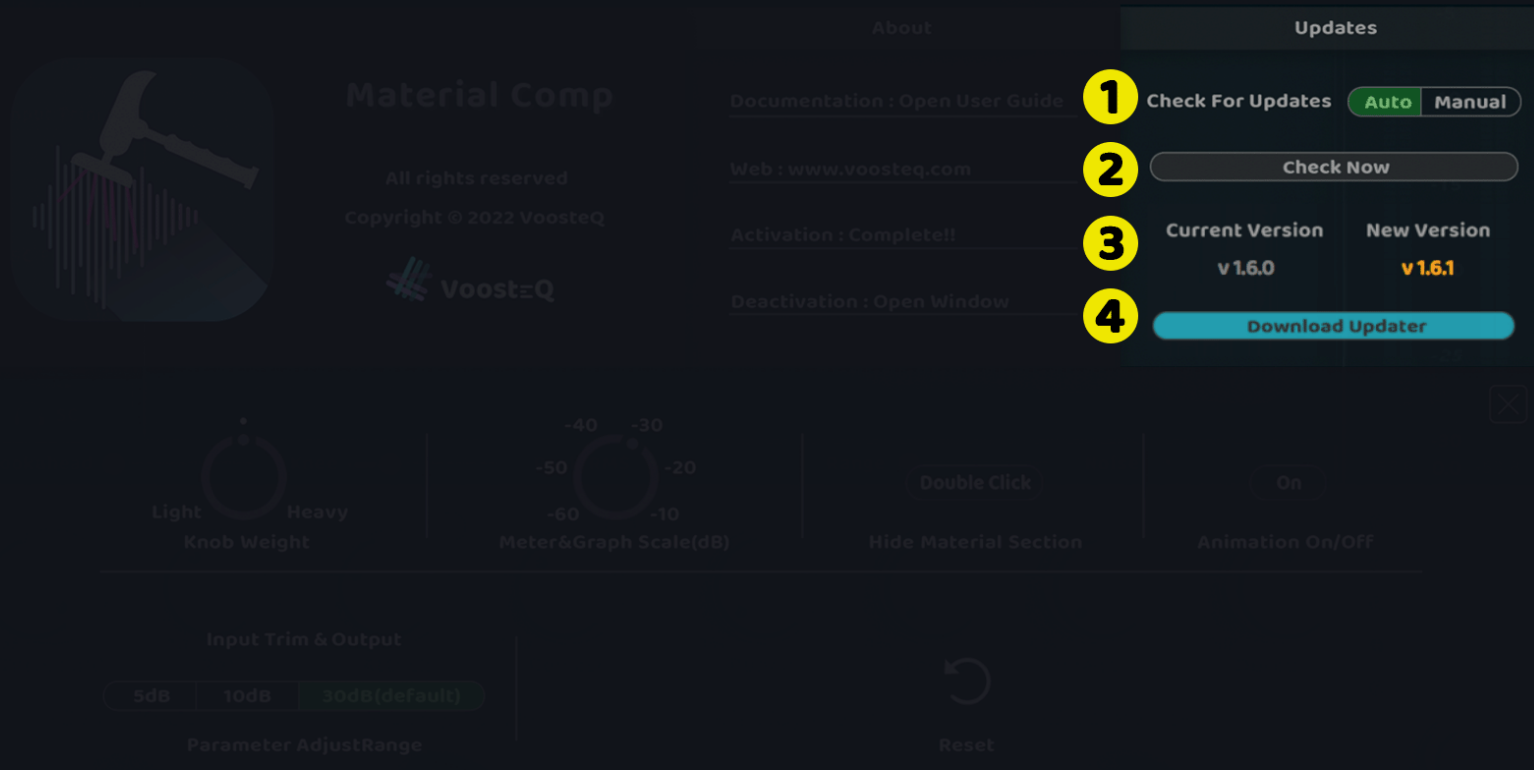 About
Updates
Material Comp
All rights reserved
Copyright © 2022 VoosteQ
VoosteQ
Documentation : Open User Guide
Web : www.voosteq.com
Activation : Complete!!
Deactivation : Open Window
1
Check For Updates
Auto
Manual
2
Check Now
3
Current Version
New Version
v 1.6.0
v 1.6.1
4
Download Updater
Light
Heavy
Knob Weight
-40
-30
-50
-20
-60
-10
Meter&Graph Scale(dB)
Double Click
Hide Material Section
On
Animation On/Off
Input Trim & Output
5dB
10dB
30dB(default)
Parameter AdjustRange
Reset